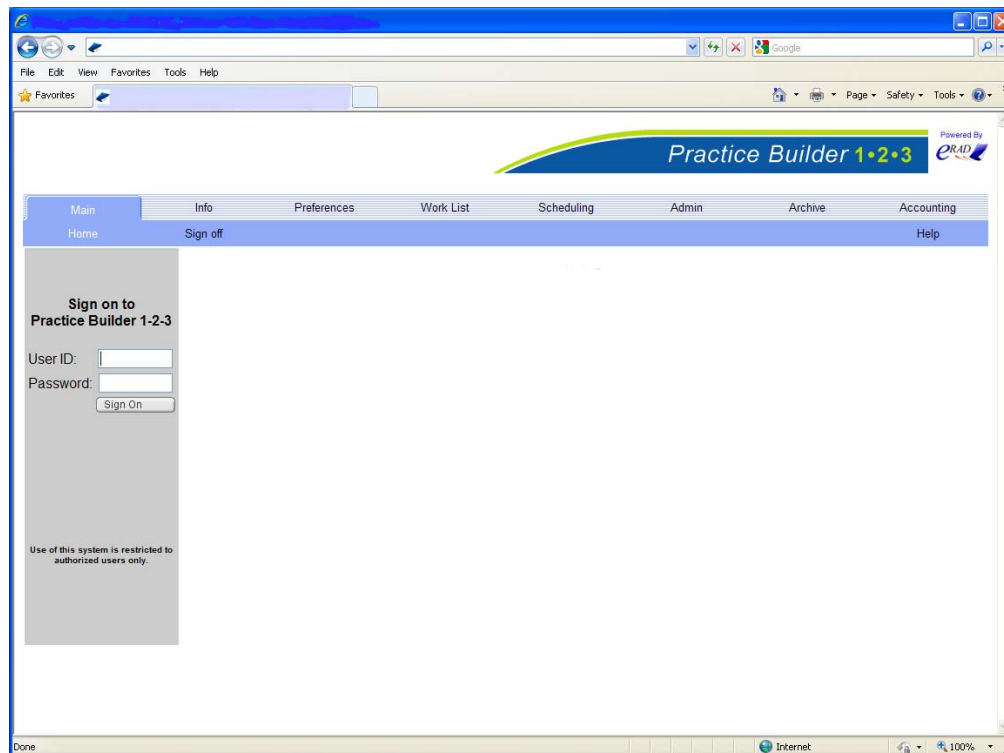 Google
File Edit View Favorites Tools Help
Favorites
Page Safety Tools
Practice Builder 1•2•3
Powered By
eRAD
Main Info Preferences Work List Scheduling Admin Archive Accounting
Home Sign off Help
Sign on to
Practice Builder 1-2-3
User ID:
Password:
Sign On
Use of this system is restricted to
authorized users only.
Done Internet 100%